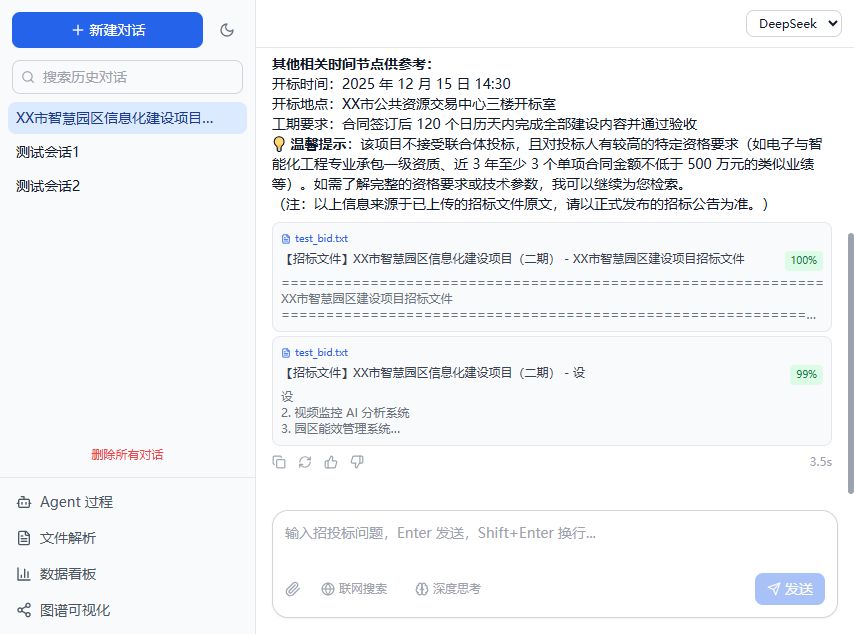 新建对话
搜索历史对话
XX市智慧园区信息化建设项目...
测试会话1
测试会话2
删除所有对话
Agent 过程
文件解析
数据看板
图谱可视化
DeepSeek
其他相关时间节点供参考：
开标时间：2025 年 12 月 15 日 14:30
开标地点：XX市公共资源交易中心三楼开标室
工期要求：合同签订后 120 个日历天内完成全部建设内容并通过验收
💡 温馨提示：该项目不接受联合体投标，且对投标人有较高的特定资格要求（如电子与智
能化工程专业承包一级资质、近 3 年至少 3 个单项合同金额不低于 500 万元的类似业绩
等）。如需了解完整的资格要求或技术参数，我可以继续为您检索。
（注：以上信息来源于已上传的招标文件原文，请以正式发布的招标公告为准。）
test_bid.txt
【招标文件】XX市智慧园区信息化建设项目（二期） - XX市智慧园区建设项目招标文件
100%
============================================================
XX市智慧园区建设项目招标文件
==========================================================...
test_bid.txt
【招标文件】XX市智慧园区信息化建设项目（二期） - 设
99%
设
2. 视频监控 AI 分析系统
3. 园区能效管理系统...
3.5s
输入招投标问题，Enter 发送，Shift+Enter 换行...
联网搜索
深度思考
发送